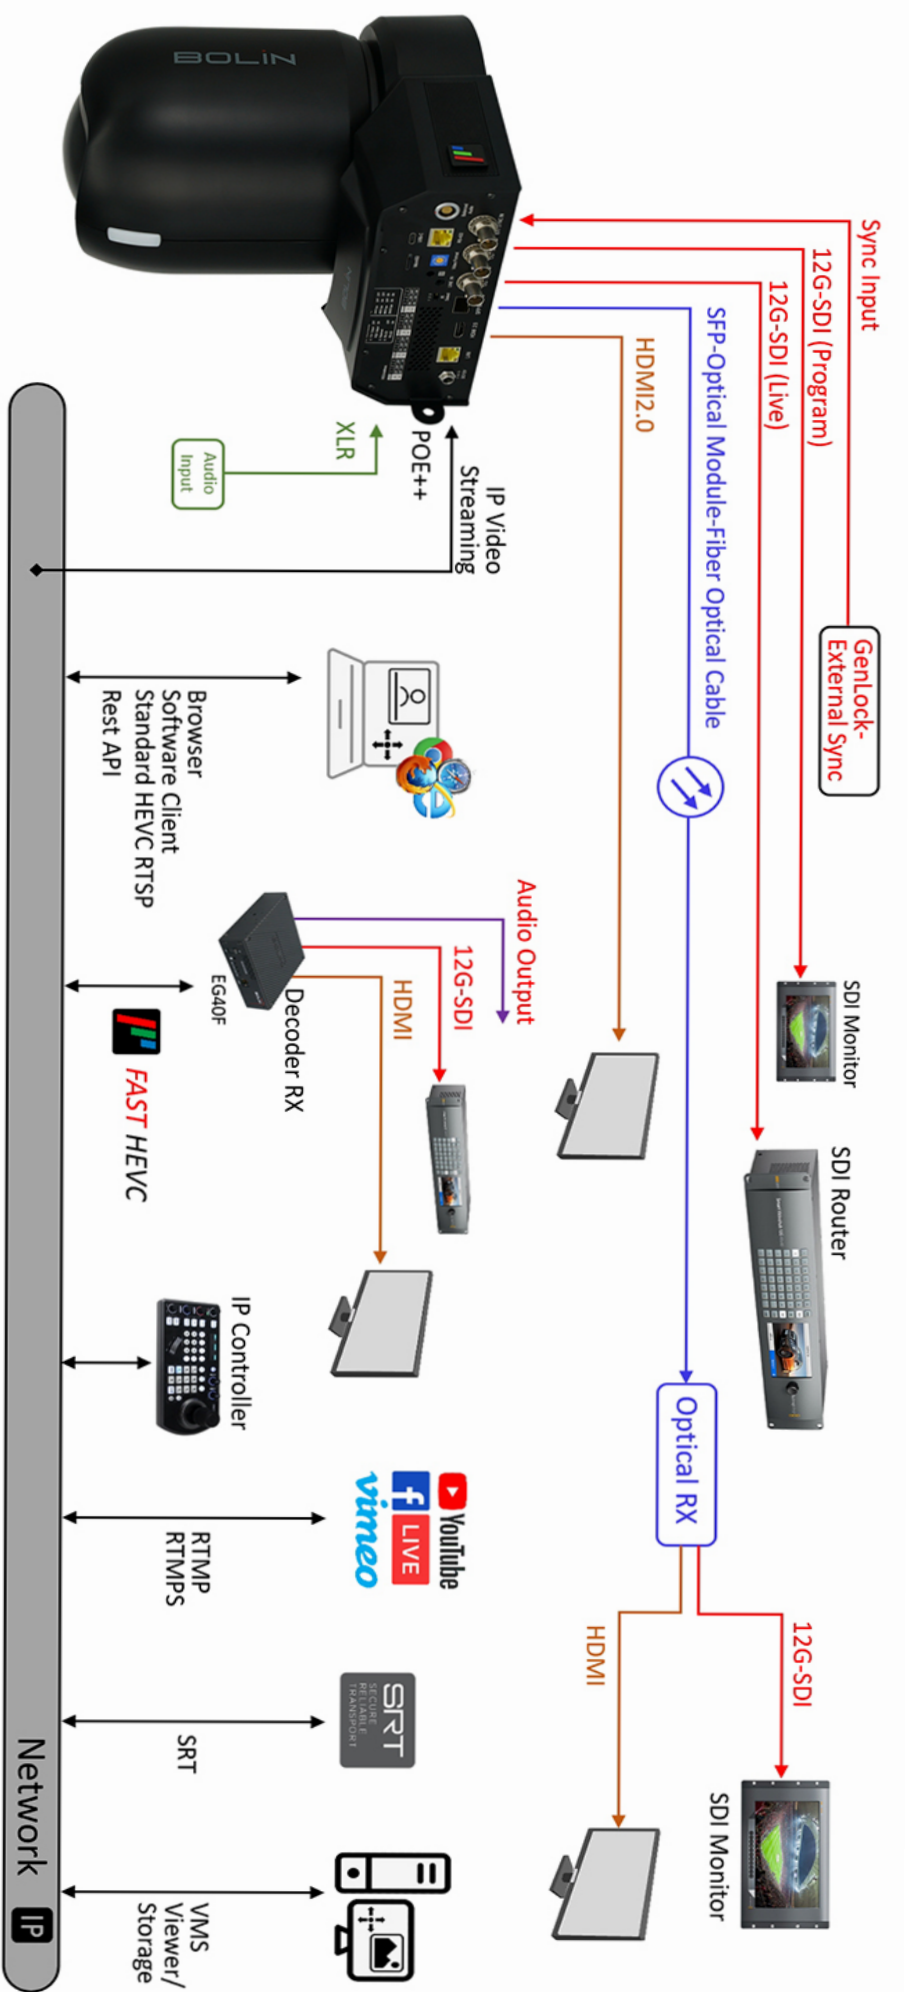 BOLIN
Sync Input
12G-SDI (Program)
12G-SDI (Live)
SFP-Optical Module-Fiber Optical Cable
HDMI2.0
GenLock-
External Sync
SDI Monitor
SDI Router
Optical RX
12G-SDI
HDMI
SDI Monitor
IP Video
Streaming
POE++
XLR
Audio
Input
Browser
Software Client
Standard HEVC RTSP
Rest API
Audio Output
12G-SDI
HDMI
Decoder RX
EG40F
FAST HEVC
IP Controller
YouTube
f LIVE
vimeo
RTMP
RTMPS
SRT
SECURE
RELIABLE
TRANSPORT
SRT
VMS
Viewer/
Storage
Network IP